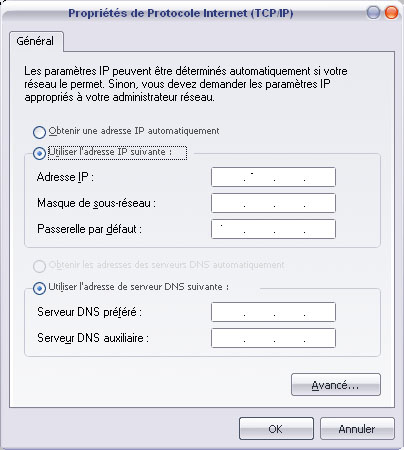 Propriétés de Protocole Internet (TCP/IP)
Général
Les paramètres IP peuvent être déterminés automatiquement si votre
réseau le permet. Sinon, vous devez demander les paramètres IP
appropriés à votre administrateur réseau.
Obtenir une adresse IP automatiquement
Utiliser l'adresse IP suivante :
Adresse IP :
Masque de sous-réseau :
Passerelle par défaut :
Obtenir les adresses des serveurs DNS automatiquement
Utiliser l'adresse de serveur DNS suivante :
Serveur DNS préféré :
Serveur DNS auxiliaire :
Avancé...
OK
Annuler